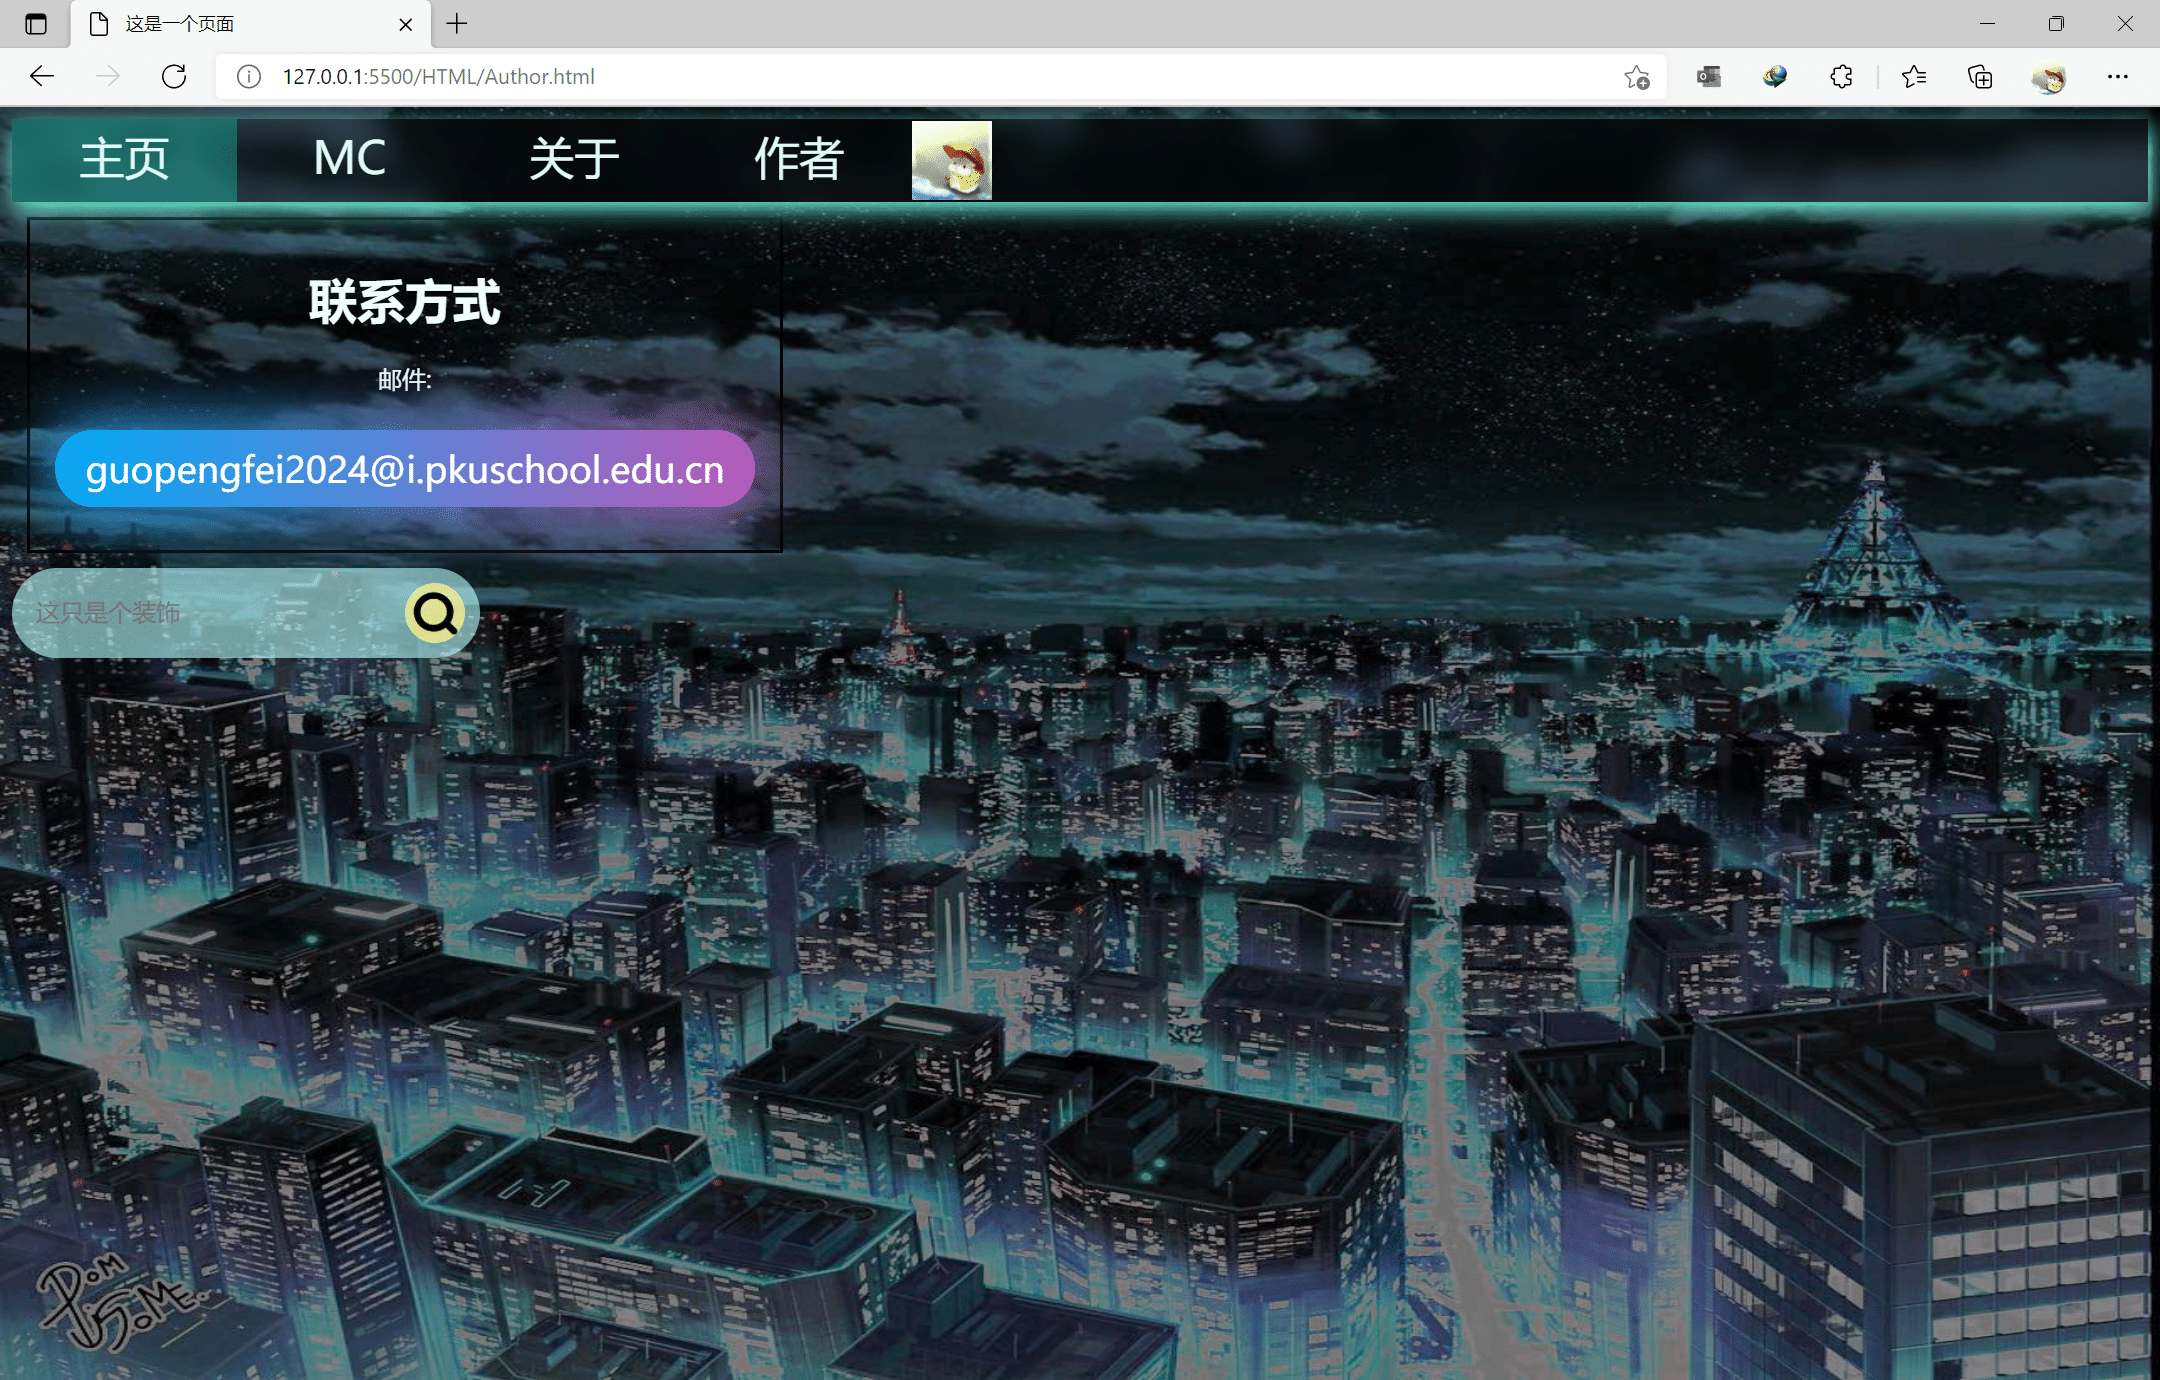 这是一个页面
127.0.0.1:5500/HTML/Author.html
主页 MC 关于 作者
联系方式
邮件:
guopengfei2024@i.pkuschool.edu.cn
这只是个装饰